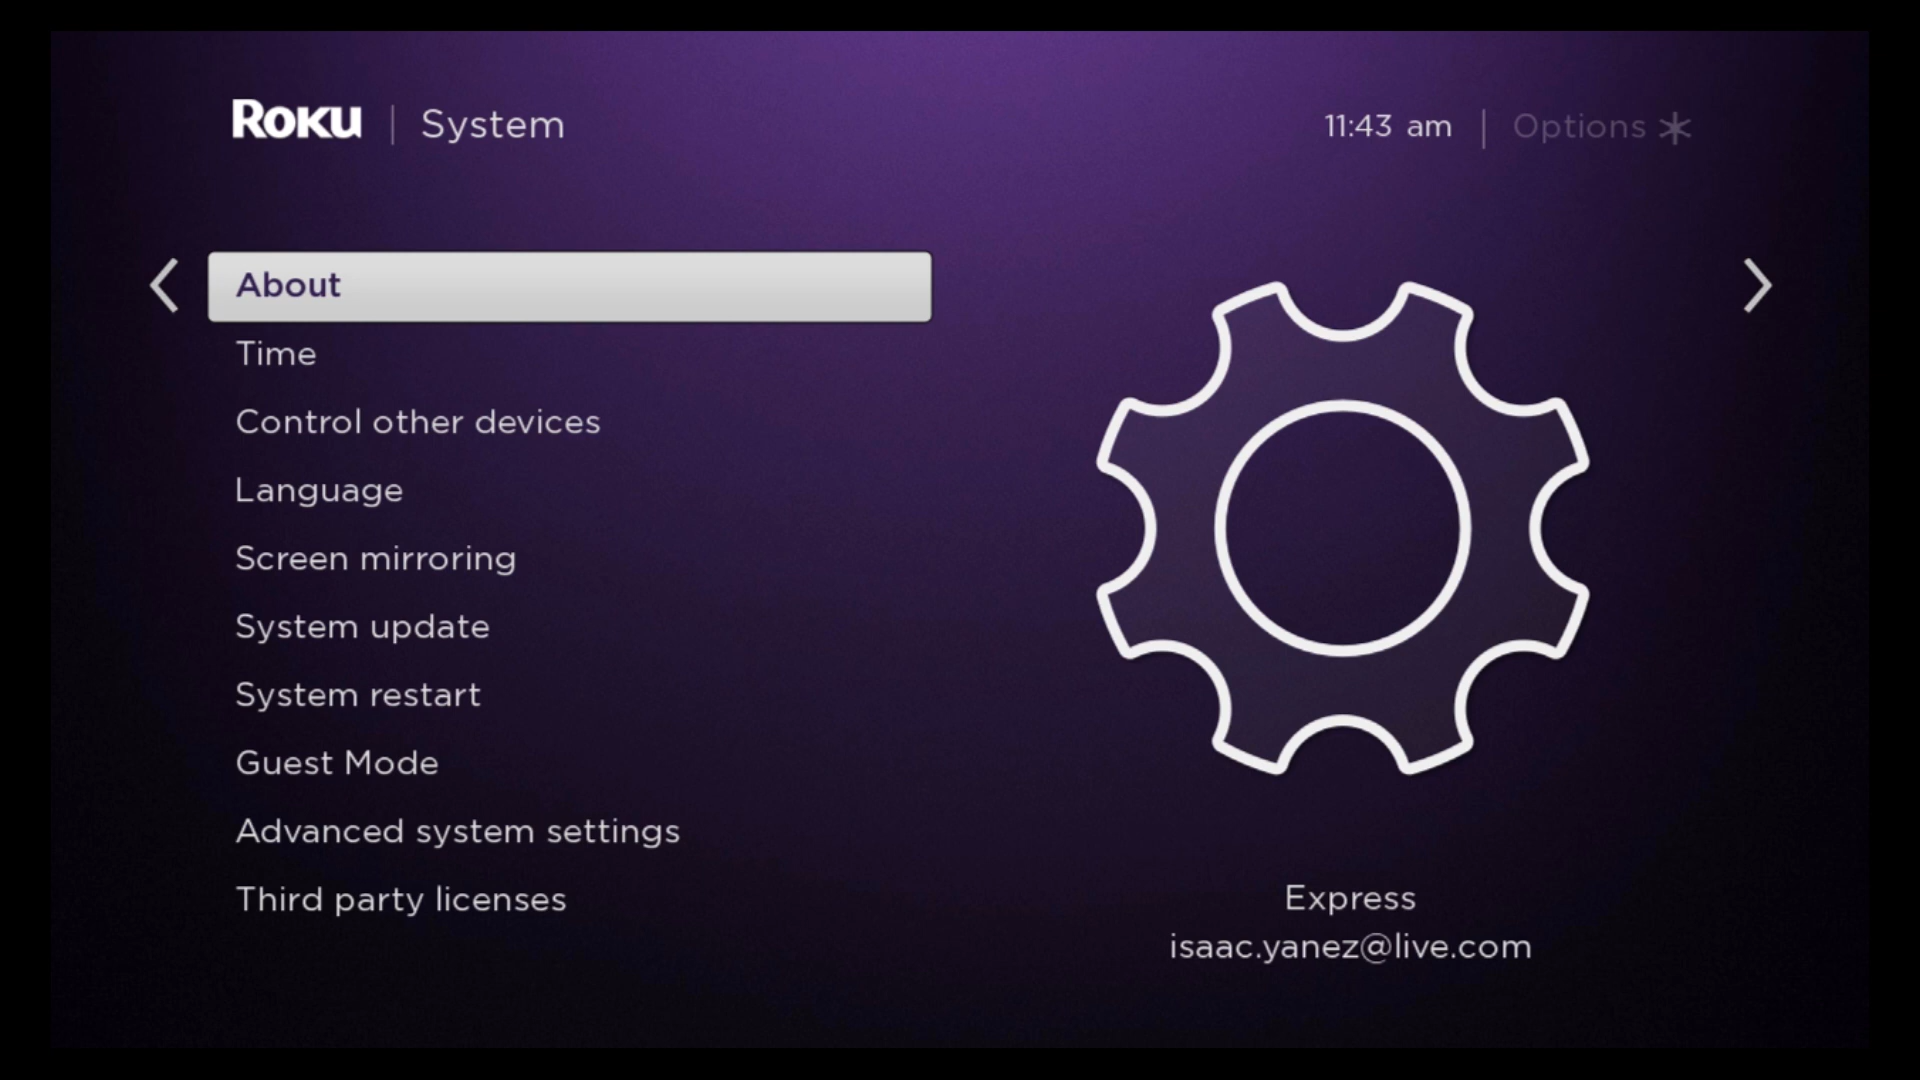 Roku | System
11:43 am | Options *
About
Time
Control other devices
Language
Screen mirroring
System update
System restart
Guest Mode
Advanced system settings
Third party licenses
Express
isaac.yanez@live.com